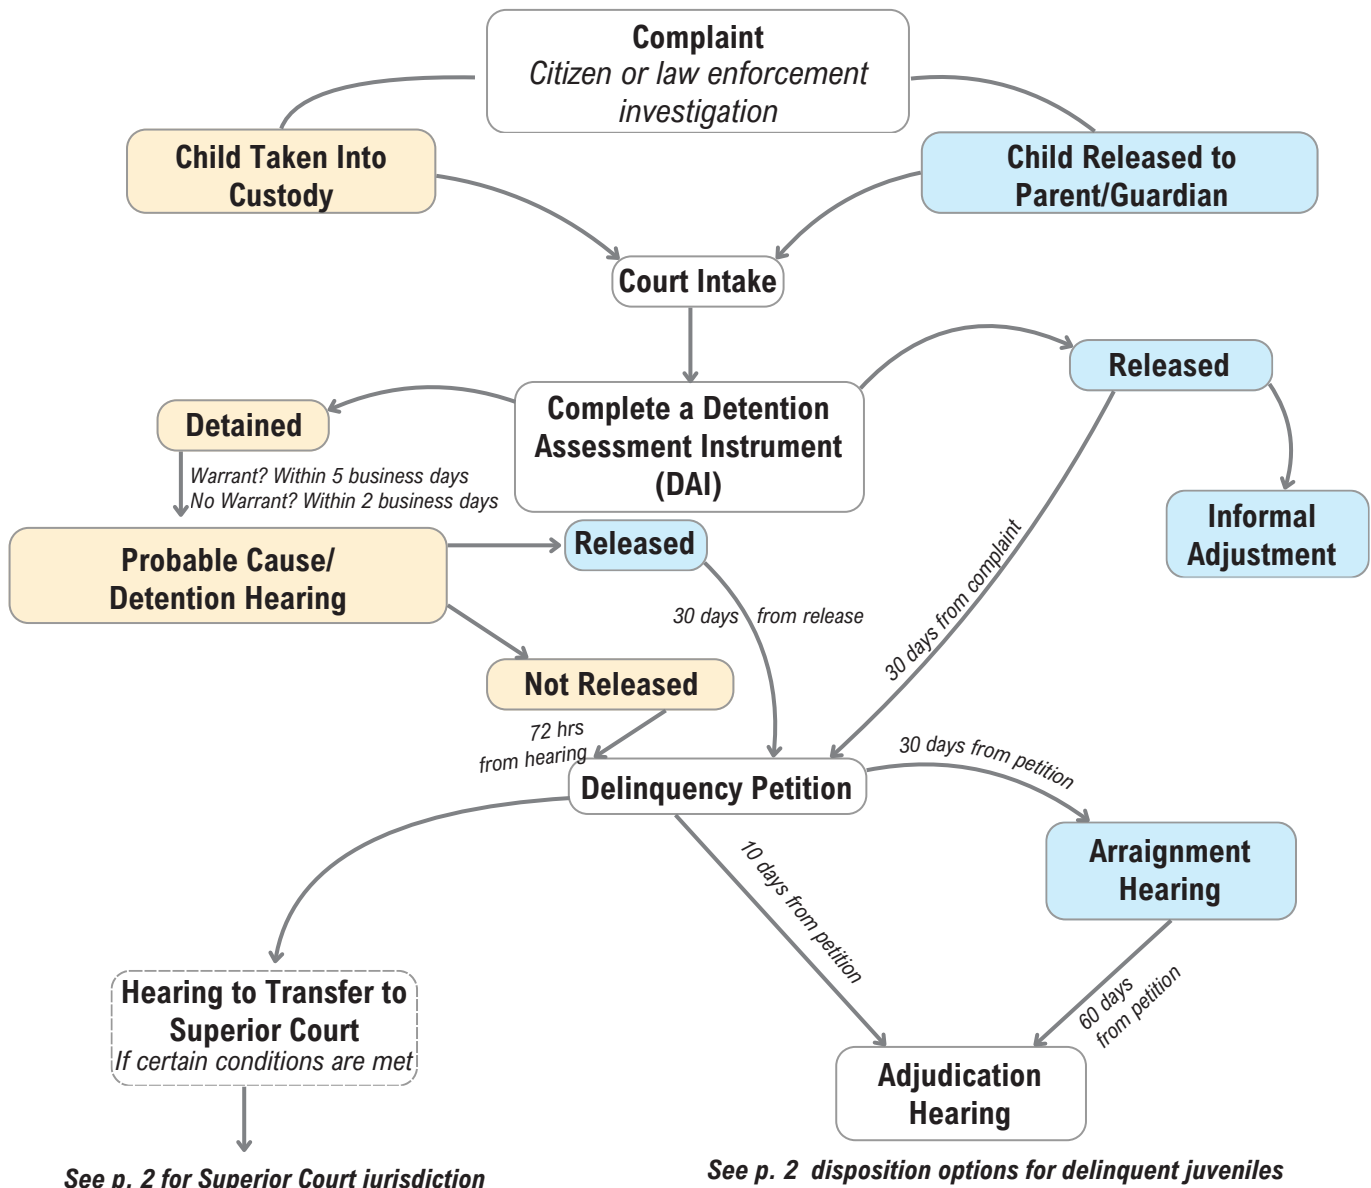 Complaint
Citizen or law enforcement
investigation
Child Taken Into
Custody
Child Released to
Parent/Guardian
Court Intake
Released
Complete a Detention
Assessment Instrument
(DAI)
Detained
Warrant? Within 5 business days
No Warrant? Within 2 business days
Informal
Adjustment
Probable Cause/
Detention Hearing
Released
30 days from release
30 days from complaint
Not Released
72 hrs
from hearing
Delinquency Petition
30 days from petition
Arraignment
Hearing
10 days from petition
60 days
from petition
Hearing to Transfer to
Superior Court
If certain conditions are met
Adjudication
Hearing
See p. 2 for Superior Court jurisdiction
See p. 2 disposition options for delinquent juveniles